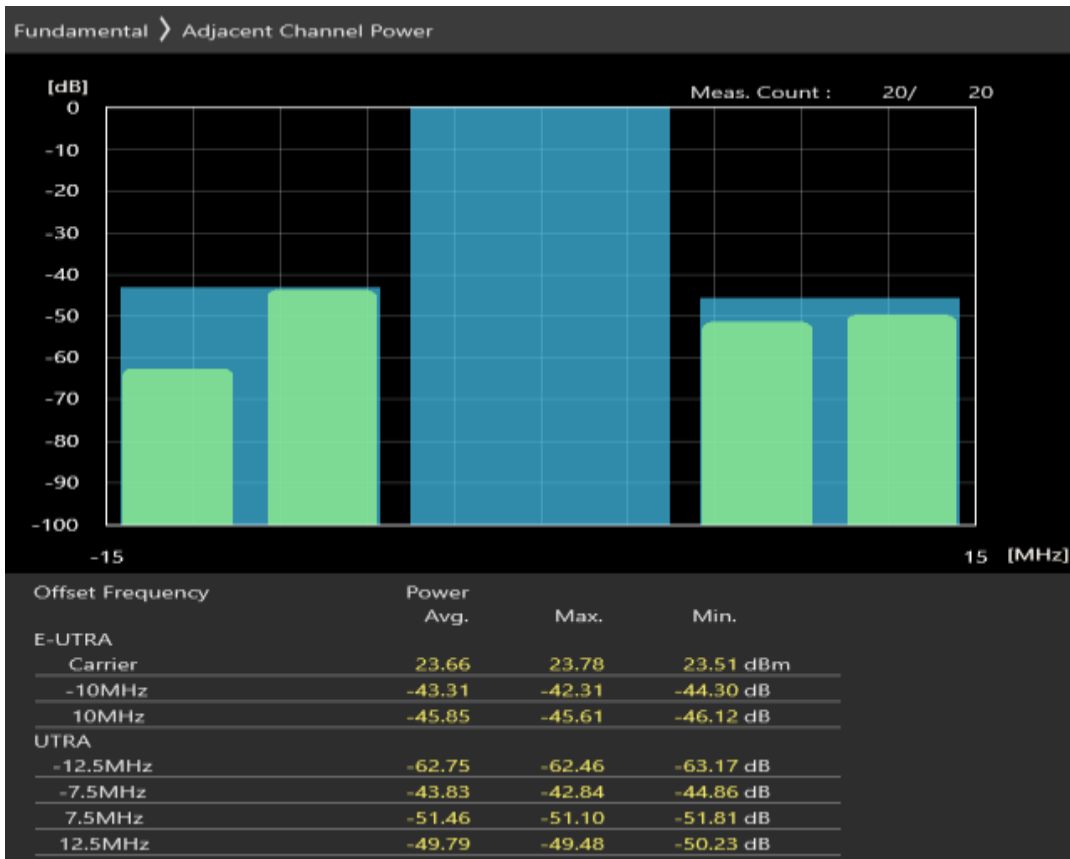 Fundamental 》 Adjacent Channel Power
[dB]
Meas. Count : 20/ 20
0
-10
-20
-30
-40
-50
-60
-70
-80
-90
-100
-15 15 [MHz]
Offset Frequency Power
Avg. Max. Min.
E-UTRA
Carrier 23.66 23.78 23.51 dBm
-10MHz -43.31 -42.31 -44.30 dB
10MHz -45.85 -45.61 -46.12 dB
UTRA
-12.5MHz -62.75 -62.46 -63.17 dB
-7.5MHz -43.83 -42.84 -44.86 dB
7.5MHz -51.46 -51.10 -51.81 dB
12.5MHz -49.79 -49.48 -50.23 dB